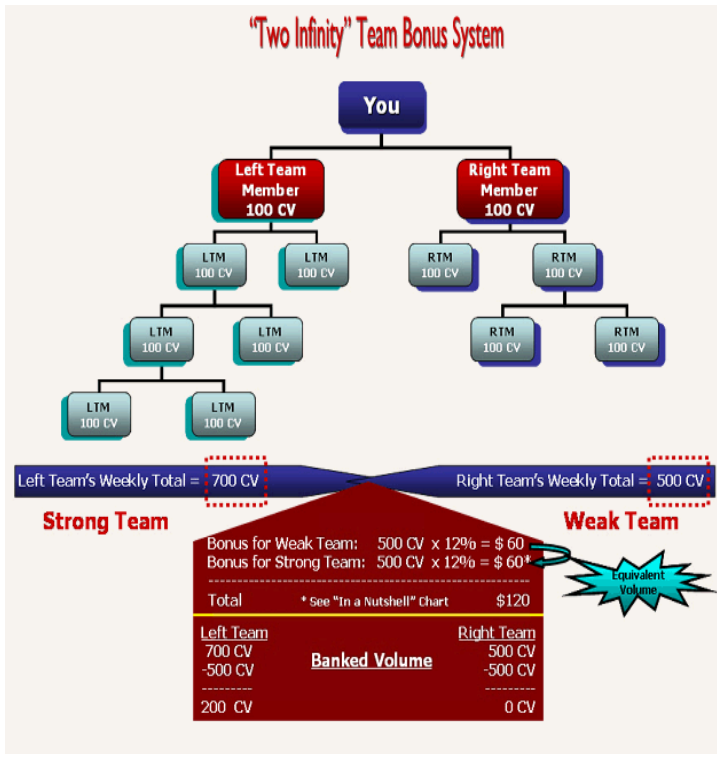 “Two Infinity” Team Bonus System
You
Left Team
Member
100 CV
Right Team
Member
100 CV
LTM
100 CV
LTM
100 CV
RTM
100 CV
RTM
100 CV
LTM
100 CV
LTM
100 CV
RTM
100 CV
RTM
100 CV
LTM
100 CV
LTM
100 CV
Left Team's Weekly Total = 700 CV
Right Team's Weekly Total = 500 CV
Strong Team
Weak Team
Bonus for Weak Team: 500 CV x 12% = $ 60
Bonus for Strong Team: 500 CV x 12% = $ 60*
Equivalent
Volume
--------------------------------------------------------
Total * See "In a Nutshell" Chart $120
Left Team
700 CV
-500 CV
---------
200 CV
Banked Volume
Right Team
500 CV
-500 CV
---------
0 CV